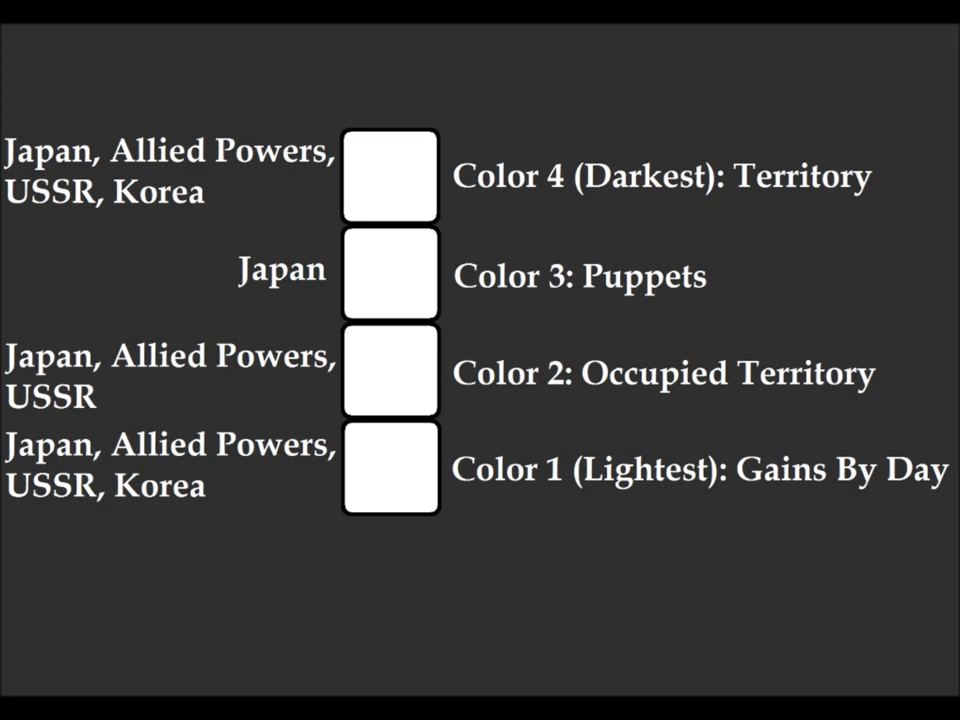 Japan, Allied Powers,
USSR, Korea
Color 4 (Darkest): Territory
Japan
Color 3: Puppets
Japan, Allied Powers,
USSR
Color 2: Occupied Territory
Japan, Allied Powers,
USSR, Korea
Color 1 (Lightest): Gains By Day